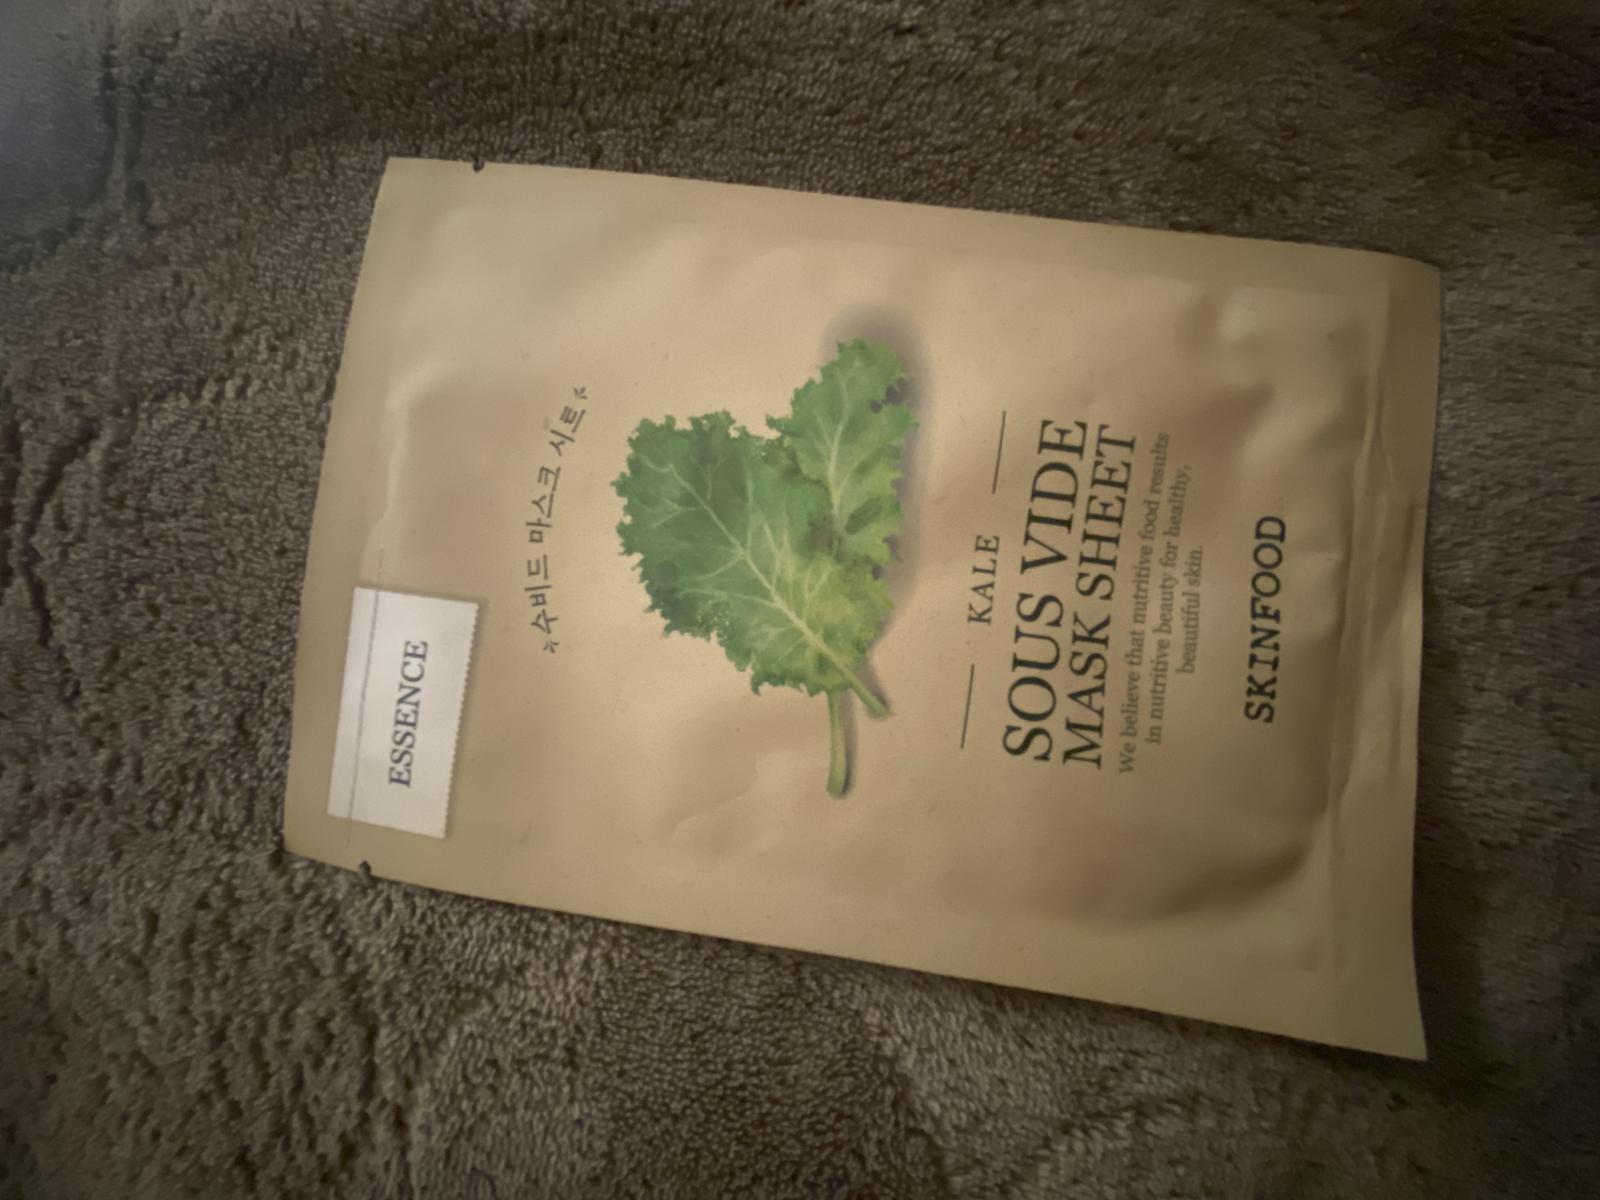 ESSENCE
수비드 마스크 시트
KALE
SOUS VIDE
MASK SHEET
We believe that nutritive food results
in nutritive beauty for healthy,
beautiful skin.
SKINFOOD